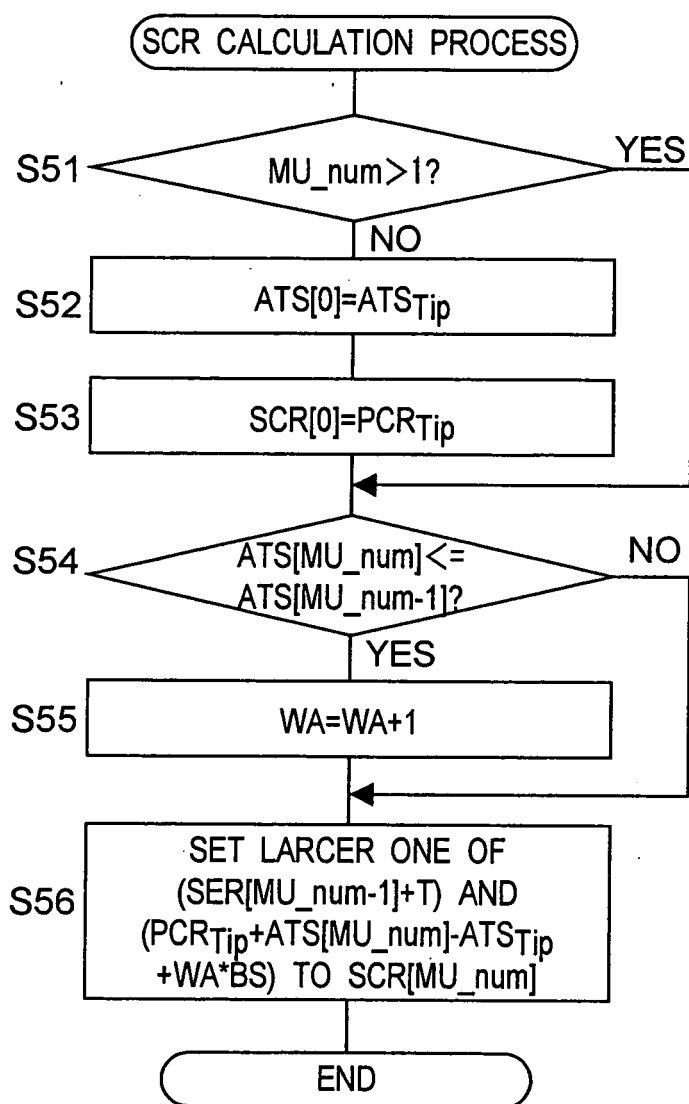 SCR CALCULATION PROCESS
S51
MU_num>1?
YES
NO
S52
ATS[0]=ATSTip
S53
SCR[0]=PCRTip
S54
ATS[MU_num]<=
ATS[MU_num-1]?
NO
YES
S55
WA=WA+1
S56
SET LARCER ONE OF
(SER[MU_num-1]+T) AND
(PCRTip+ATS[MU_num]-ATSTip
+WA*BS) TO SCR[MU_num]
END